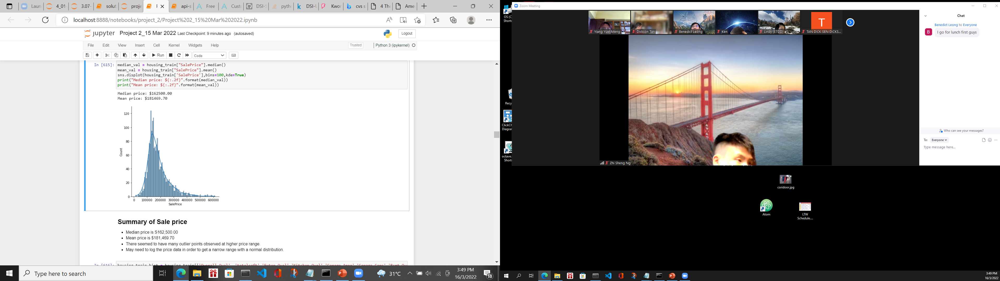 Laun
4_01-
3.07-
solut
proje
api-s
Free
Custo
DSI-S
pytho
DSI-U
Kwor
cvs s
4 Tho
Ame
localhost:8888/notebooks/project_2/Project%202_15%20Mar%202022.ipynb
jupyter Project 2_15 Mar 2022 Last Checkpoint: 9 minutes ago (autosaved)
Logout
File Edit View Insert Cell Kernel Widgets Help
Trusted
Python 3 (ipykernel)
Run
Code
In [615]: median_val = housing_train["SalePrice"].median()
mean_val = housing_train["SalePrice"].mean()
sns.displot(housing_train['SalePrice'],bins=100,kde=True)
print("Median price: ${:.2f}".format(median_val))
print("Mean price: ${:.2f}".format(mean_val))
Median price: $162500.00
Mean price: $181469.70
120
100
80
60
40
20
0
Count
0 100000 200000 300000 400000 500000 600000
SalePrice
Summary of Sale price
Median price is S162,500.00
Mean price is $181,469.70
There seemed to have many outlier points observed at higher price range.
May need to log the price data in order to get a narrow range with a normal distribution.
In [616]:
Type here to search
31°C
3:49 PM
16/3/2022
18
OS (C
Shortc
Recy
ClickCh
Diagram
octave.
Shortc
Zoom Meeting
Yiang Yuet Meng
Dickson Tan
Benedict Leong
Ken
Lindy (ETDD)
T
TAN DICK SEN DICKS...
Zhi Sheng Ng
Chat
Benedict Leong to Everyone
B
I go for lunch first guys
Who can see your messages?
To: Everyone
Type message here...
coridoor.jpg
Atom
LTW
Schedule....
3:49 PM
16/3/2022